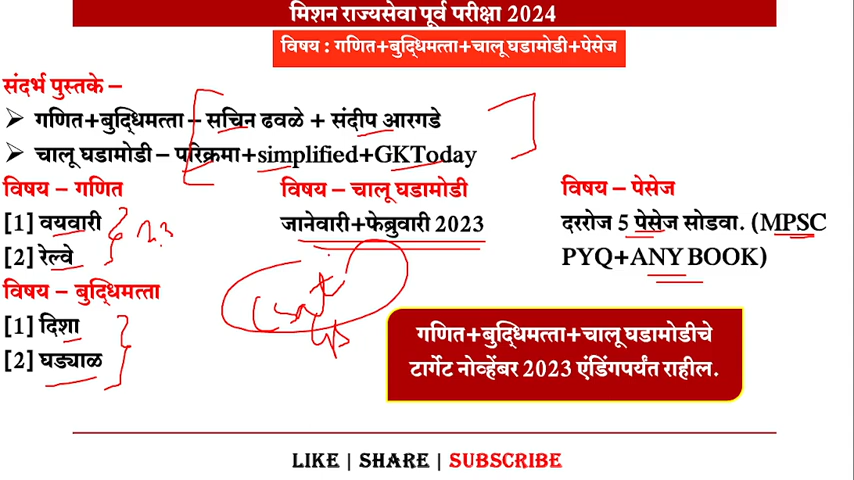 मिशन राज्यसेवा पूर्व परीक्षा 2024
विषय : गणित+बुद्धिमत्ता+चालू घडामोडी+पेसेज
संदर्भ पुस्तके –
➢ गणित+बुद्धिमत्ता – सचिन ढवळे + संदीप आरगडे
➢ चालू घडामोडी – परिक्रमा+simplified+GKToday
विषय – गणित
[1] वयवारी
[2] रेल्वे
विषय – बुद्धिमत्ता
[1] दिशा
[2] घड्याळ
विषय – चालू घडामोडी
जानेवारी+फेब्रुवारी 2023
विषय – पेसेज
दररोज 5 पेसेज सोडवा. (MPSC
PYQ+ANY BOOK)
गणित+बुद्धिमत्ता+चालू घडामोडीचे
टार्गेट नोव्हेंबर 2023 एंडिंगपर्यंत राहील.
LIKE | SHARE | SUBSCRIBE